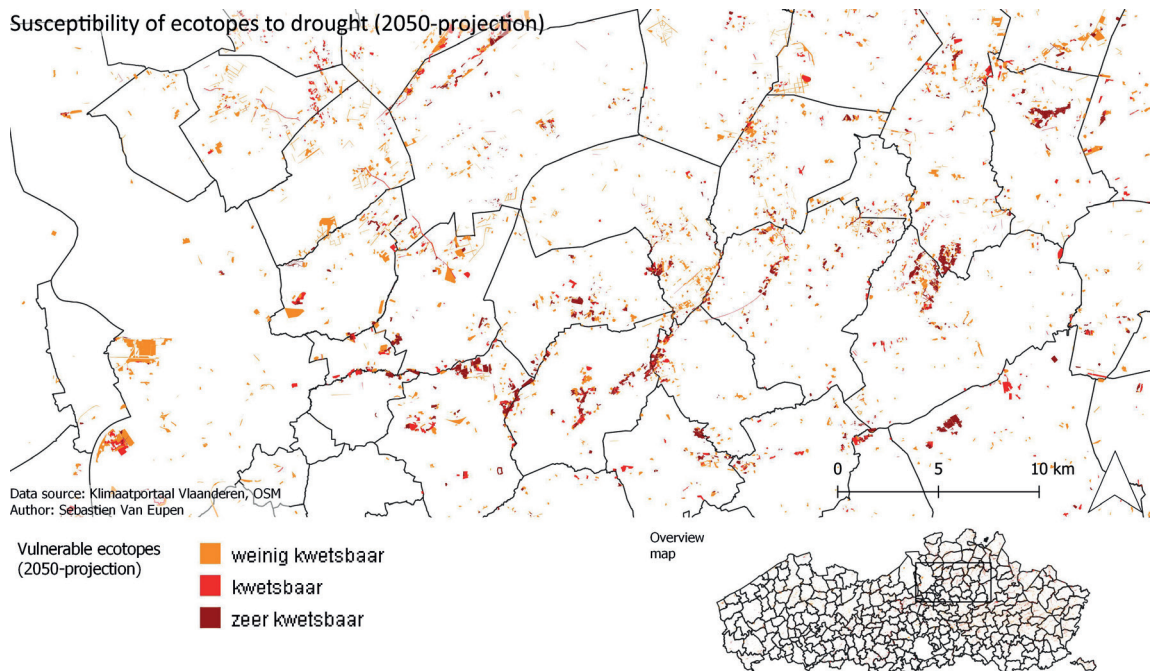 Susceptibility of ecotopes to drought (2050-projection)
0 5 10 km
Data source: Klimaatportaal Vlaanderen, OSM
Author: Sebastien Van Eupen
Vulnerable ecotopes
(2050-projection)
weinig kwetsbaar
kwetsbaar
zeer kwetsbaar
Overview
map